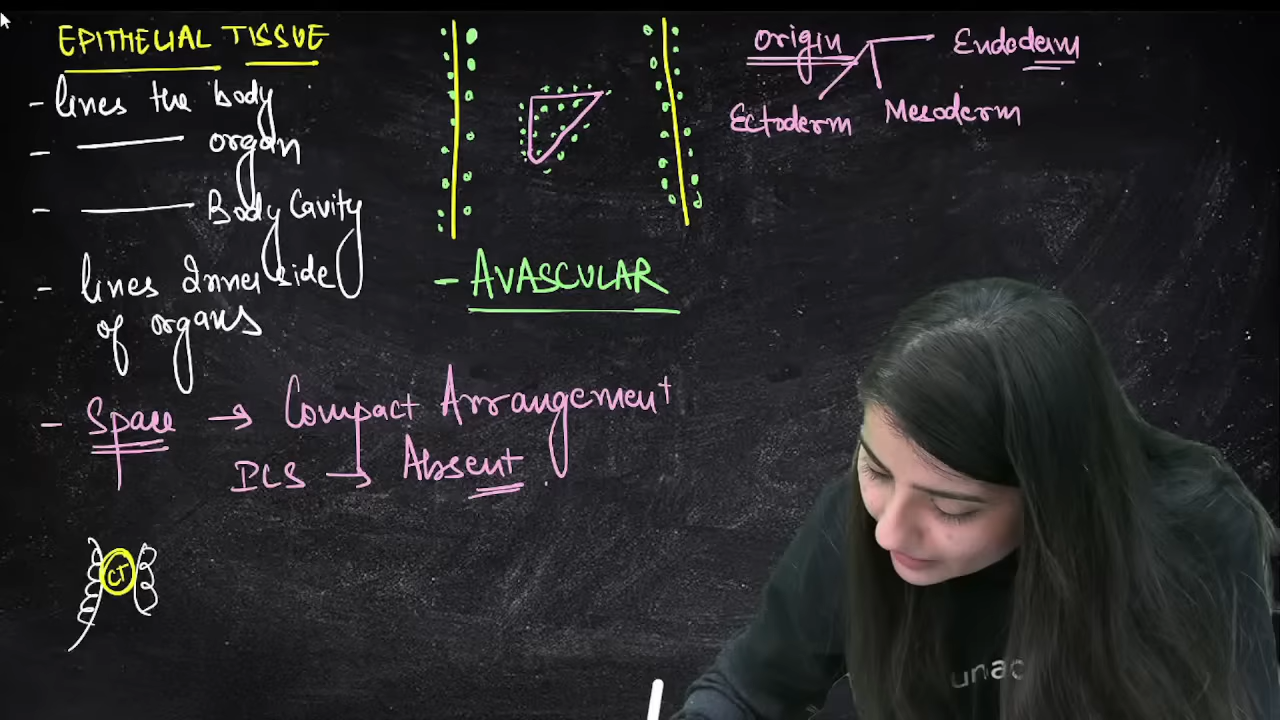 EPITHELIAL TISSUE
- lines the body
- organ
- Body Cavity
- lines Inner side
of organs
- AVASCULAR
- Space → Compact Arrangement
ICS → Absent.
CT
Origin
Endoderm
Ectoderm
Mesoderm
unac